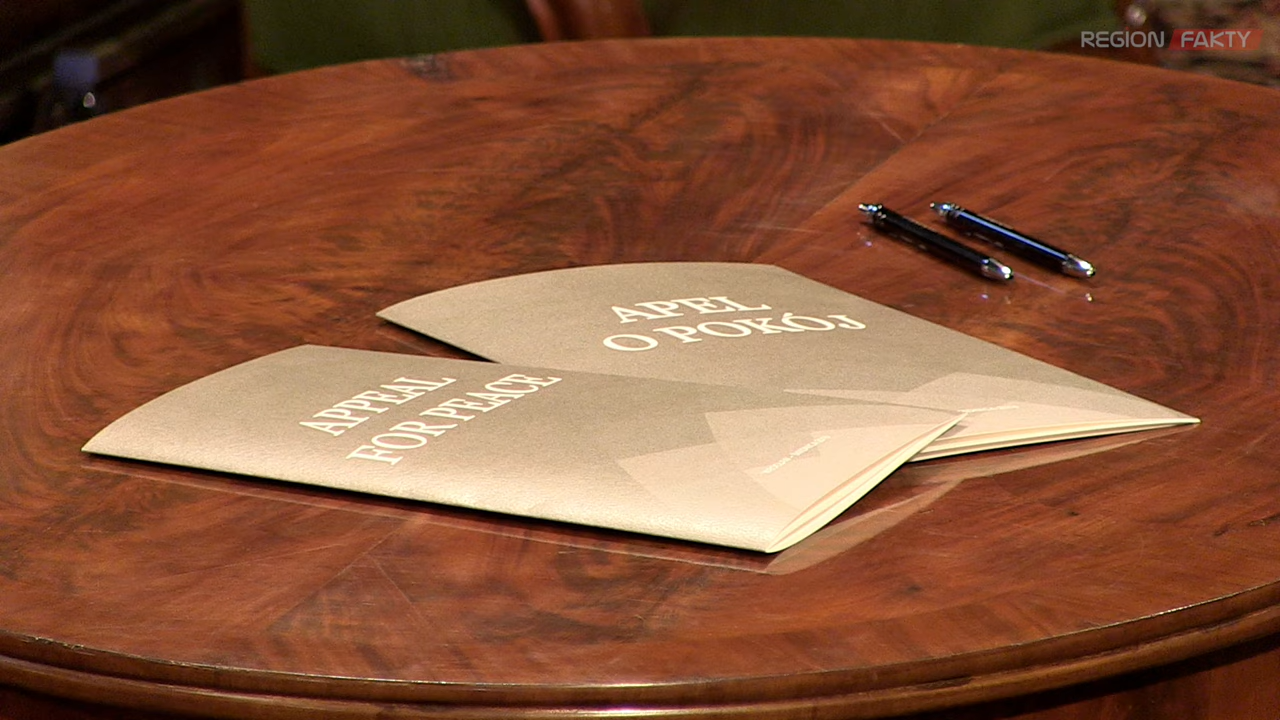 REGION FAKTY
APEL
O POKÓJ
APPEAL
FOR PEACE